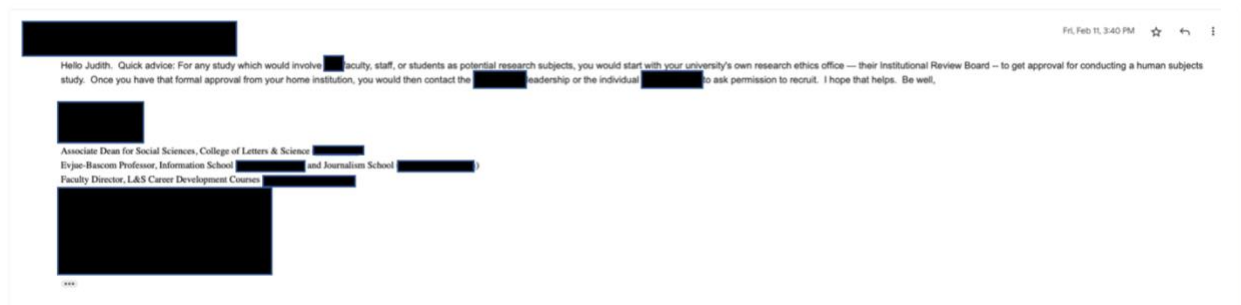 Fri, Feb 11, 3:40 PM
Hello Judith. Quick advice: For any study which would involve faculty, staff, or students as potential research subjects, you would start with your university's own research ethics office — their Institutional Review Board – to get approval for conducting a human subjects
study. Once you have that formal approval from your home institution, you would then contact the leadership or the individual to ask permission to recruit. I hope that helps. Be well,
Associate Dean for Social Sciences, College of Letters & Science
Evjue-Bascom Professor, Information School and Journalism School )
Faculty Director, L&S Career Development Courses